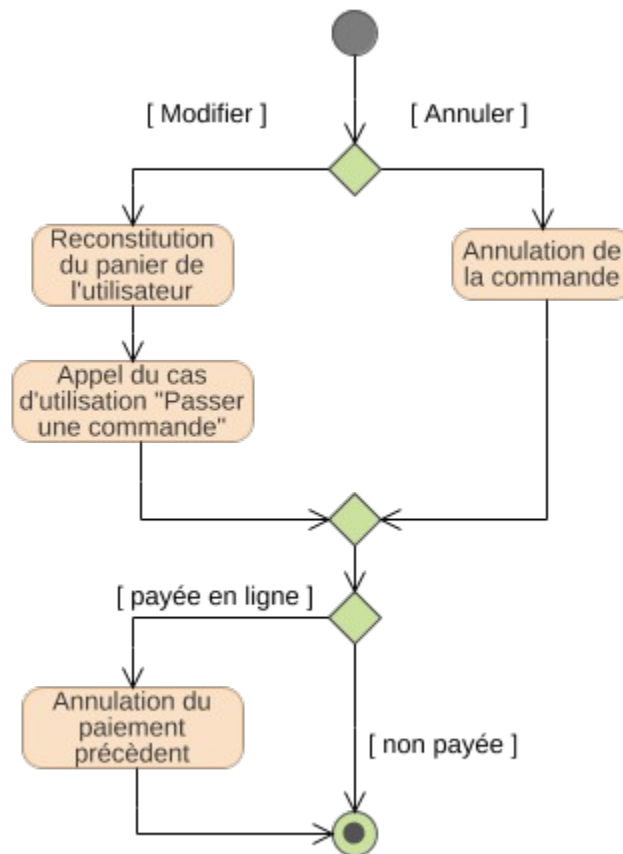 [ Modifier ]
[ Annuler ]
Reconstitution
du panier de
l'utilisateur
Annulation de
la commande
Appel du cas
d'utilisation "Passer
une commande"
[ payée en ligne ]
Annulation du
paiement
précèdent
[ non payée ]